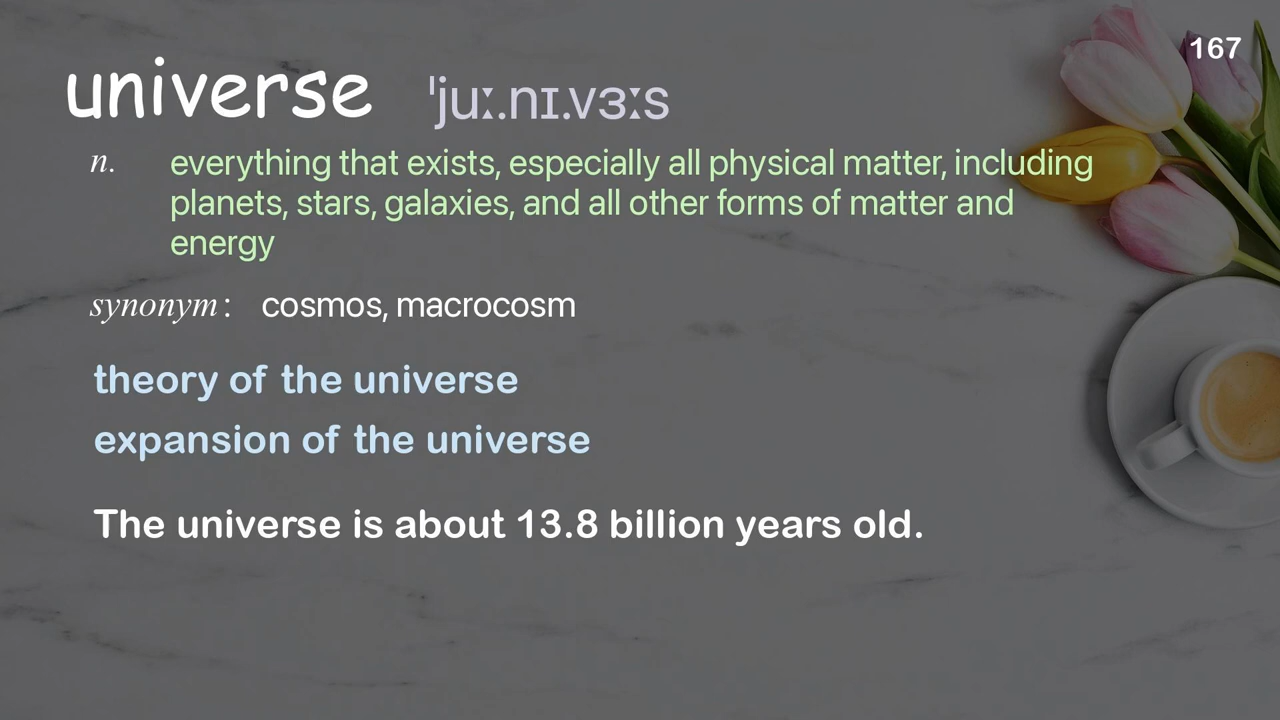 167
universe ˈjuː.nɪ.vɜːs
n. everything that exists, especially all physical matter, including
planets, stars, galaxies, and all other forms of matter and
energy
synonym: cosmos, macrocosm
theory of the universe
expansion of the universe
The universe is about 13.8 billion years old.